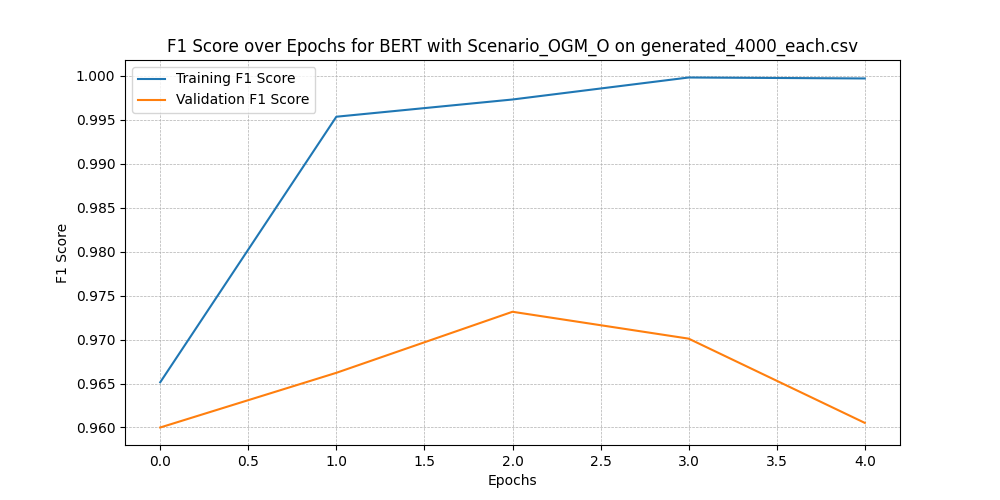 F1 Score over Epochs for BERT with Scenario_OGM_O on generated_4000_each.csv
Training F1 Score
Validation F1 Score
F1 Score
1.000
0.995
0.990
0.985
0.980
0.975
0.970
0.965
0.960
0.0 0.5 1.0 1.5 2.0 2.5 3.0 3.5 4.0
Epochs